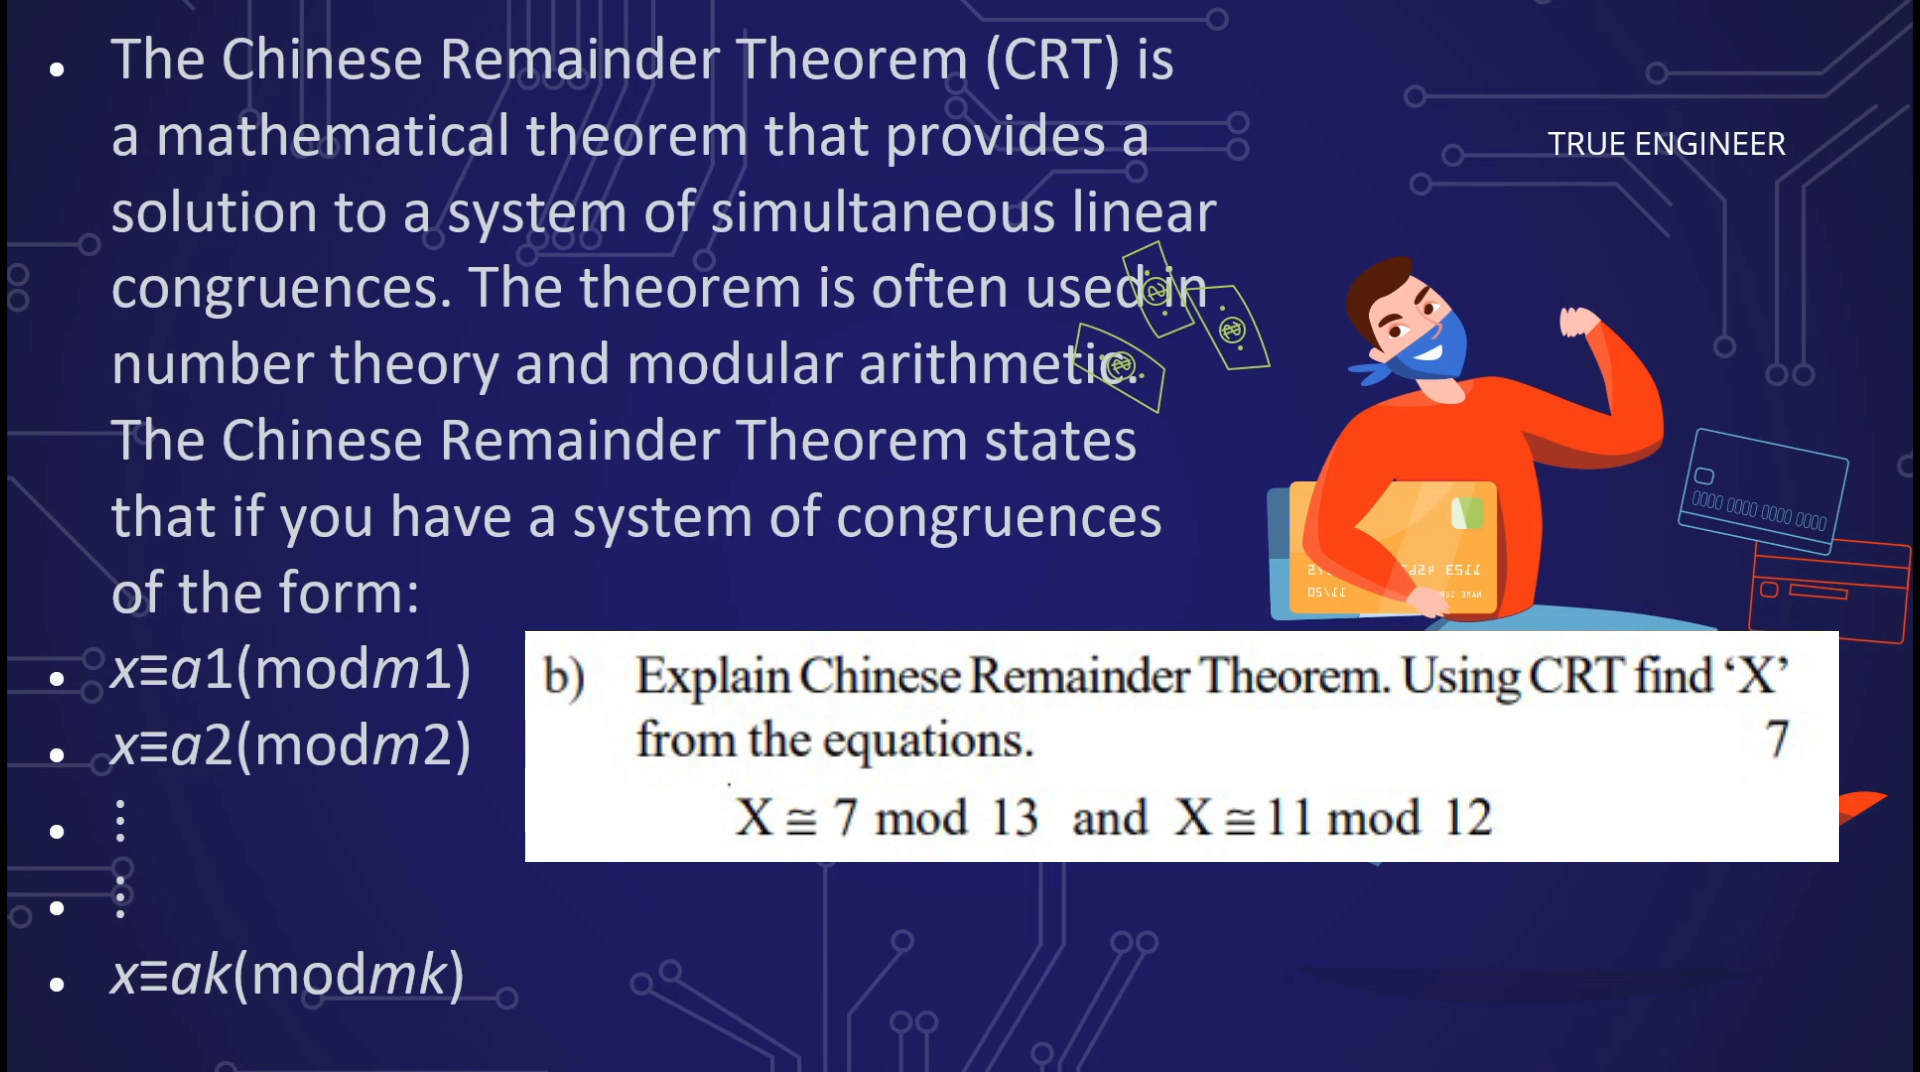 The Chinese Remainder Theorem (CRT) is
a mathematical theorem that provides a
solution to a system of simultaneous linear
congruences. The theorem is often used in
number theory and modular arithmetic.
The Chinese Remainder Theorem states
that if you have a system of congruences
of the form:
x≡a1(modm1)
x≡a2(modm2)
⋮
⋮
x≡ak(modmk)
TRUE ENGINEER
0000 0000 0000 0000
b) Explain Chinese Remainder Theorem. Using CRT find ‘X’
from the equations. 7
X ≅ 7 mod 13 and X ≅ 11 mod 12